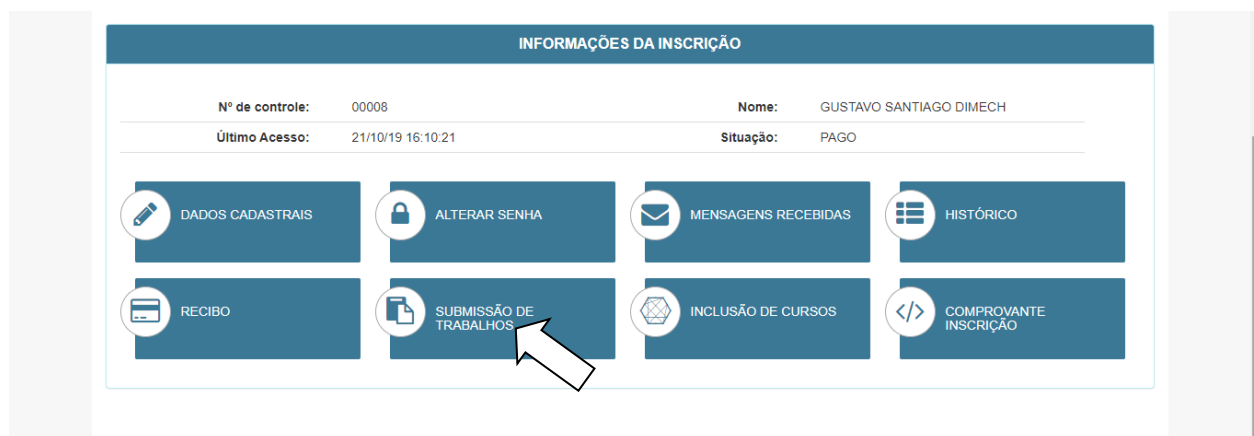 INFORMAÇÕES DA INSCRIÇÃO
Nº de controle: 00008 Nome: GUSTAVO SANTIAGO DIMECH
Último Acesso: 21/10/19 16:10:21 Situação: PAGO
DADOS CADASTRAIS
ALTERAR SENHA
MENSAGENS RECEBIDAS
HISTÓRICO
RECIBO
SUBMISSÃO DE
TRABALHOS
INCLUSÃO DE CURSOS
COMPROVANTE
INSCRIÇÃO